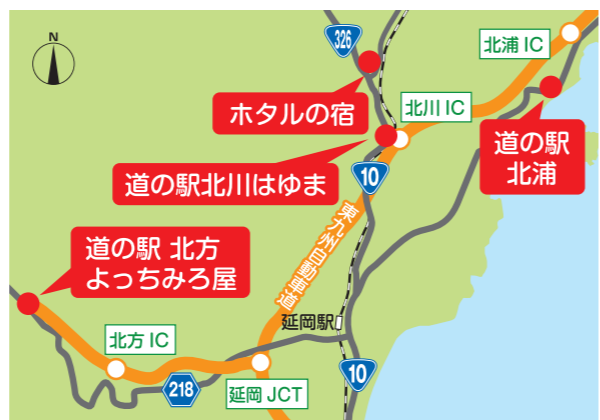 N
326
北浦 IC
ホタルの宿
北川 IC
道の駅
北浦
道の駅北川はゆま
10
東九州自動車道
道の駅 北方
よっちみろ屋
延岡駅
北方 IC
218
延岡 JCT
10